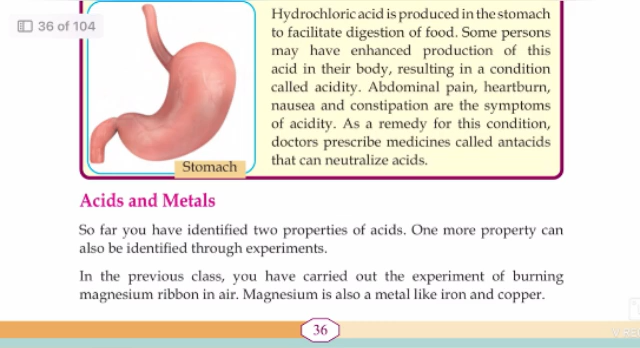 36 of 104
Hydrochloric acid is produced in the stomach
to facilitate digestion of food. Some persons
may have enhanced production of this
acid in their body, resulting in a condition
called acidity. Abdominal pain, heartburn,
nausea and constipation are the symptoms
of acidity. As a remedy for this condition,
doctors prescribe medicines called antacids
that can neutralize acids.
Stomach
Acids and Metals
So far you have identified two properties of acids. One more property can
also be identified through experiments.
In the previous class, you have carried out the experiment of burning
magnesium ribbon in air. Magnesium is also a metal like iron and copper.
36